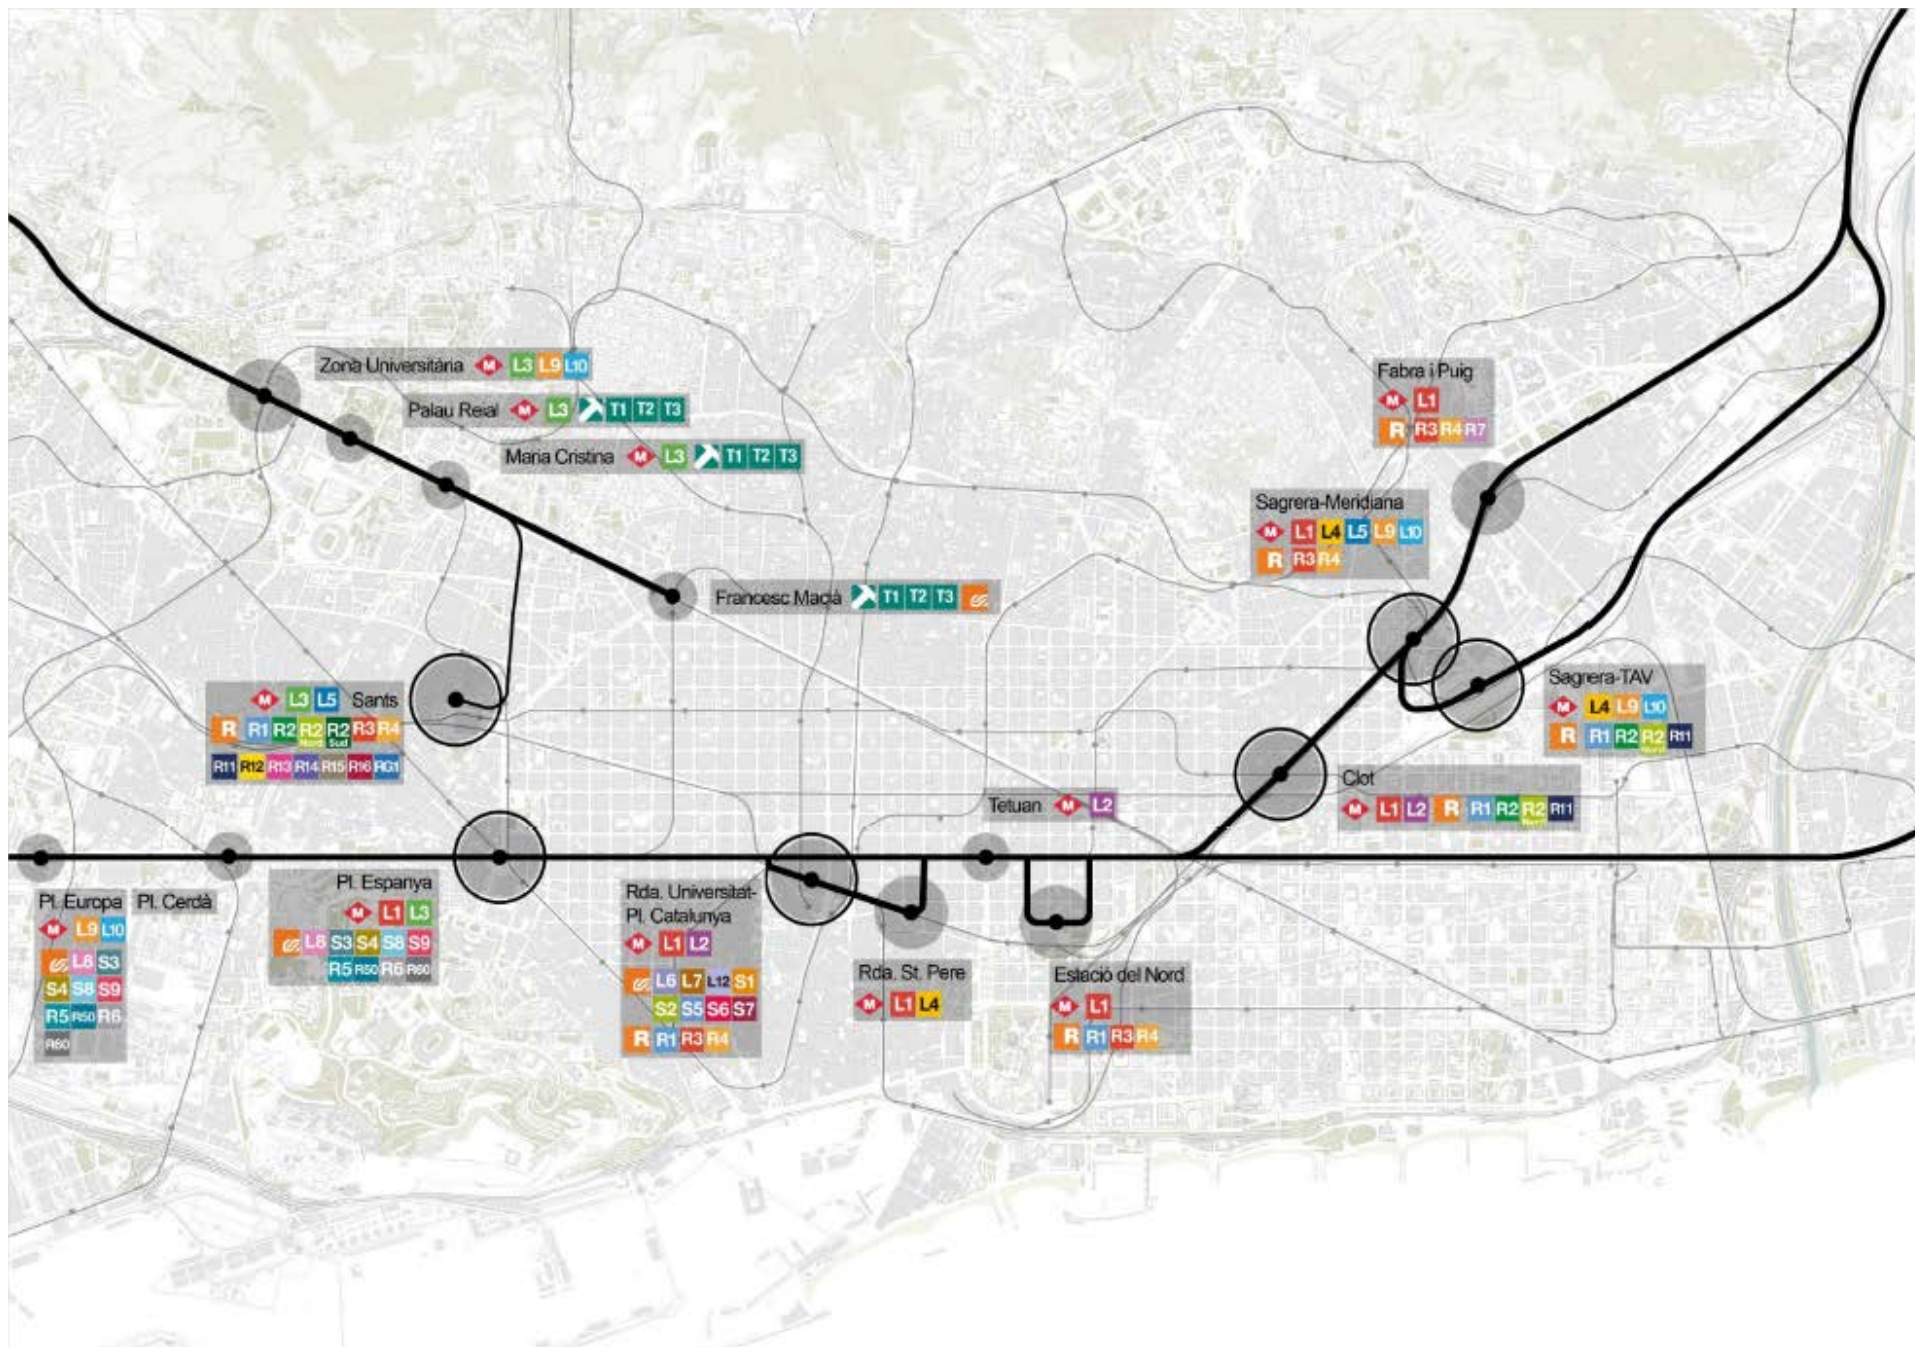 Zona Universitària M L3 L9 L10
Palau Reial M L3 T1 T2 T3
Maria Cristina M L3 T1 T2 T3
Francesc Macià T1 T2 T3
Fabra i Puig
M L1
R R3 R4 R7
Sagrera-Meridiana
M L1 L4 L5 L9 L10
R R3 R4
M L3 L5 Sants
R R1 R2 R2 Nord R2 Sud R3 R4
R11 R12 R13 R14 R15 R16 RG1
Sagrera-TAV
M L4 L9 L10
R R1 R2 R2 Nord R11
Clot
M L1 L2 R R1 R2 R2 Nord R11
Tetuan M L2
Pl. Europa
M L9 L10
L8 S3
S4 S8 S9
R5 R50 R6
R60
Pl. Cerdà
Pl. Espanya
M L1 L3
L8 S3 S4 S8 S9
R5 R50 R6 R60
Rda. Universitat-
Pl. Catalunya
M L1 L2
L6 L7 L12 S1
S2 S5 S6 S7
R R1 R3 R4
Rda. St. Pere
M L1 L4
Estació del Nord
M L1
R R1 R3 R4